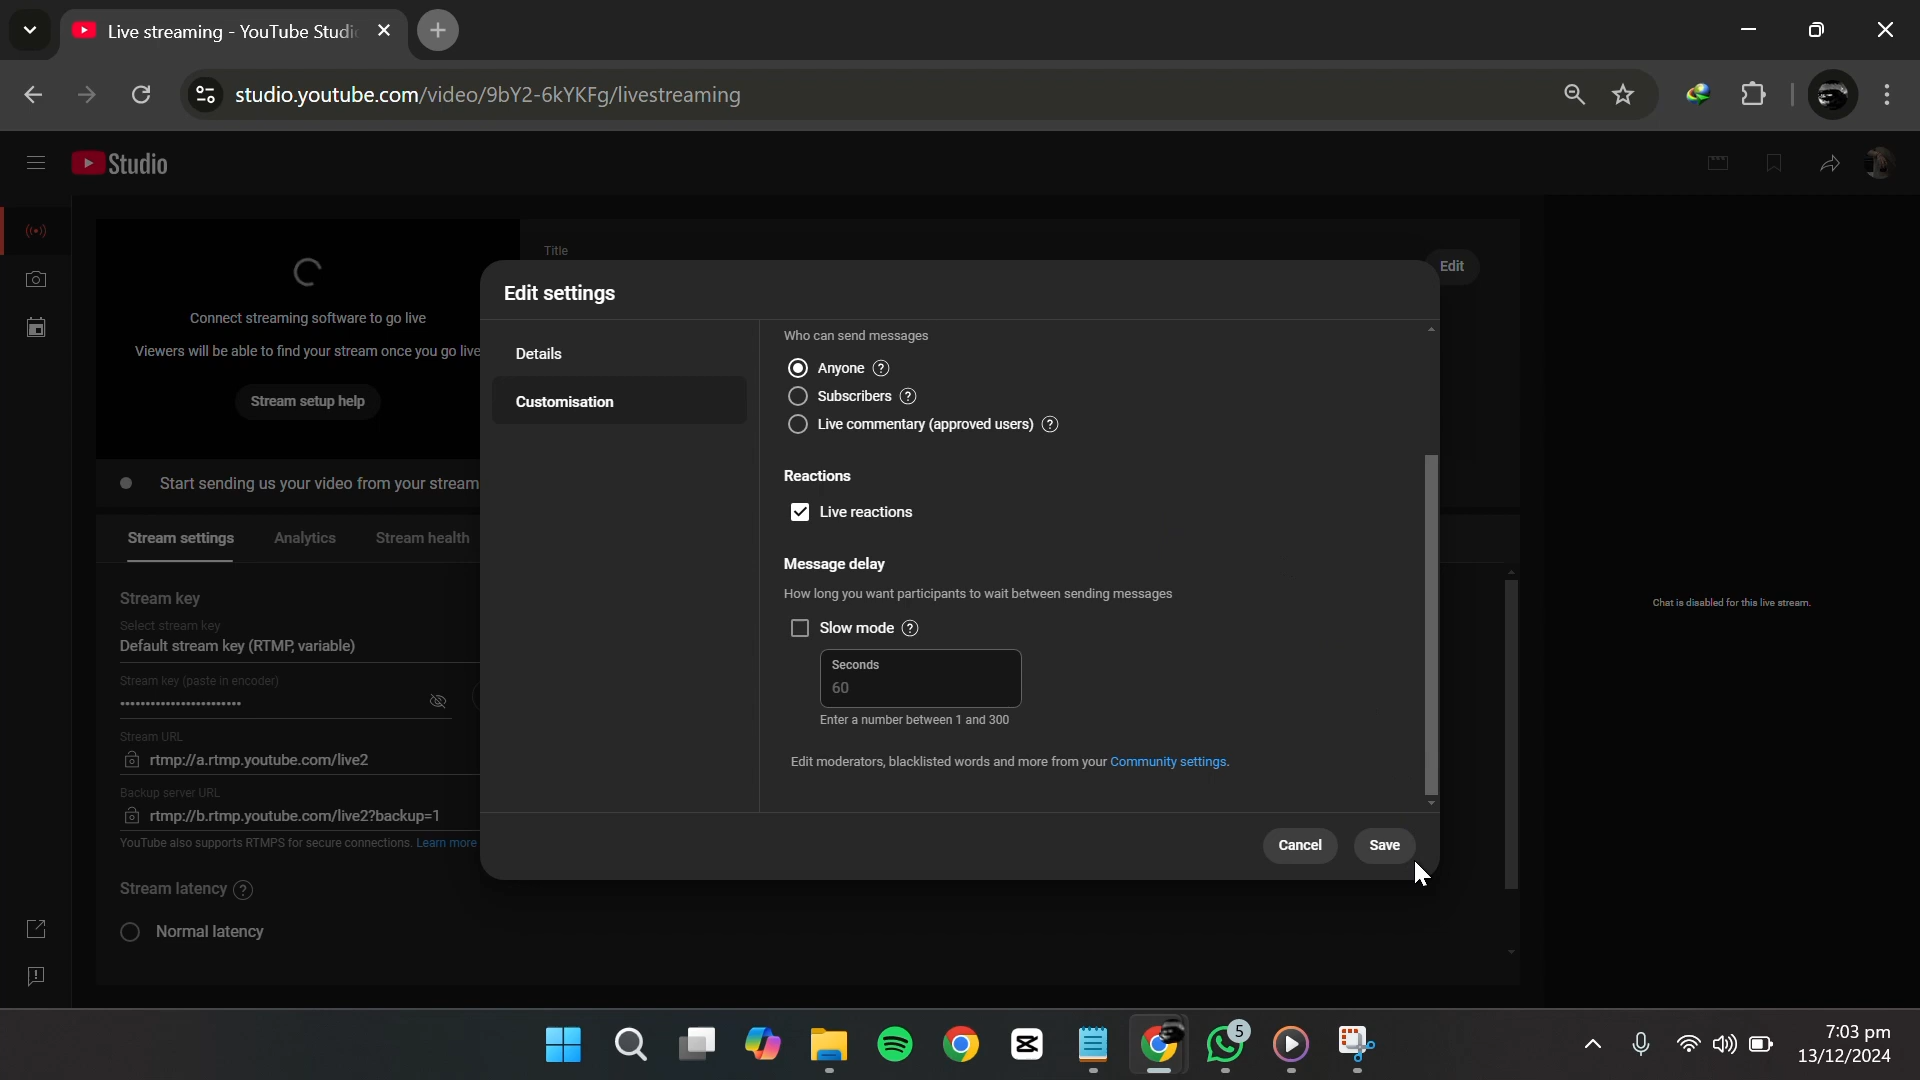 Live streaming - YouTube Studi
studio.youtube.com/video/9bY2-6kYKFg/livestreaming
Studio
Connect streaming software to go live
Viewers will be able to find your stream once you go live
Stream setup help
Title
Edit
Start sending us your video from your stream
Stream settings
Analytics
Stream health
Stream key
Select stream key
Default stream key (RTMP, variable)
Stream key (paste in encoder)
••••••••••••••••••••••••
Stream URL
rtmp://a.rtmp.youtube.com/live2
Backup server URL
rtmp://b.rtmp.youtube.com/live2?backup=1
YouTube also supports RTMPS for secure connections. Learn more
Stream latency
Normal latency
Edit settings
Details
Customisation
Who can send messages
Anyone
Subscribers
Live commentary (approved users)
Reactions
Live reactions
Message delay
How long you want participants to wait between sending messages
Slow mode
Seconds
60
Enter a number between 1 and 300
Edit moderators, blacklisted words and more from your Community settings.
Cancel
Save
Chat is disabled for this live stream.
5
7:03 pm
13/12/2024